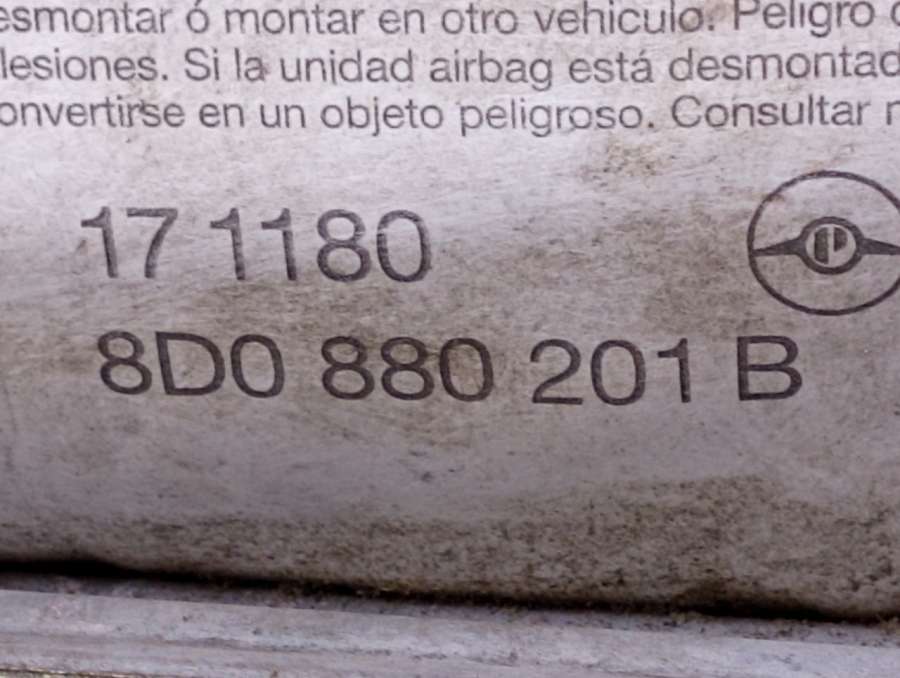 esmontar ó montar en otro vehiculo. Peligro
lesiones. Si la unidad airbag está desmontad
onvertirse en un objeto peligroso. Consultar
17 1180
8D0 880 201 B